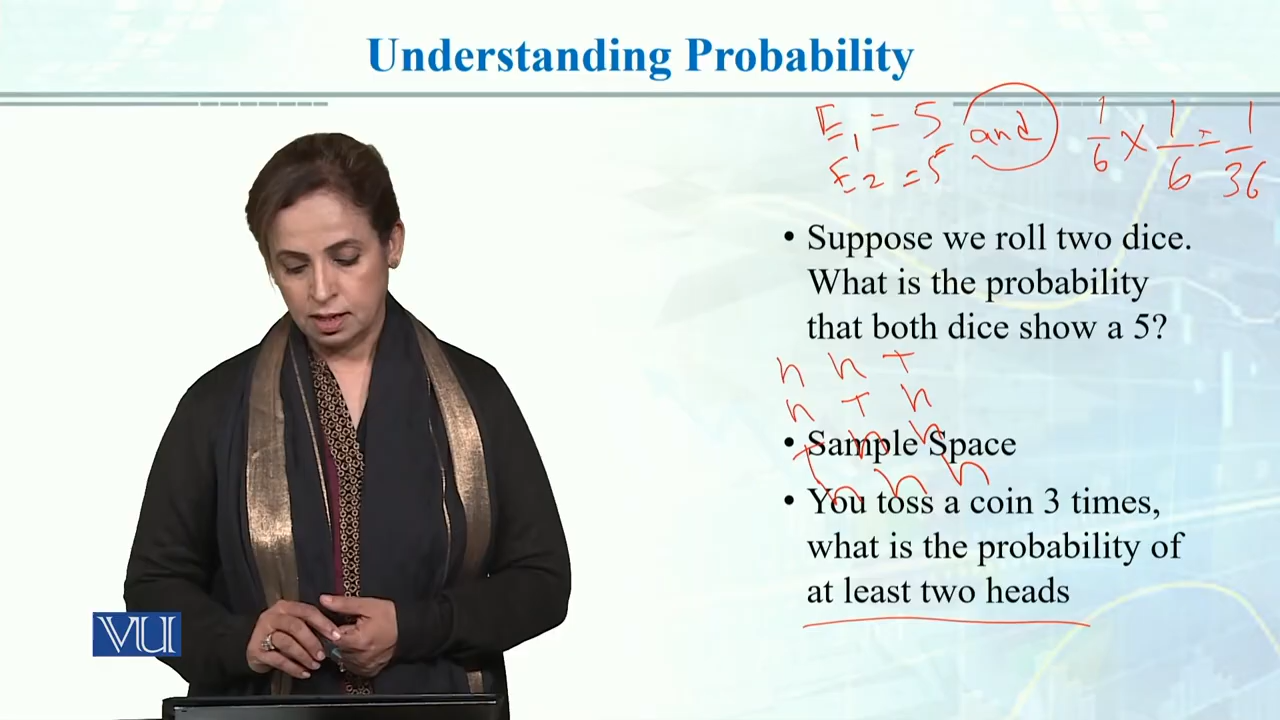 Understanding Probability
E1 = 5 and 1/6 × 1/6 = 1/36
E2 = 5
• Suppose we roll two dice.
What is the probability
that both dice show a 5?
h h T
h T h
• Sample Space
T h h
h h h
• You toss a coin 3 times,
what is the probability of
at least two heads
VU